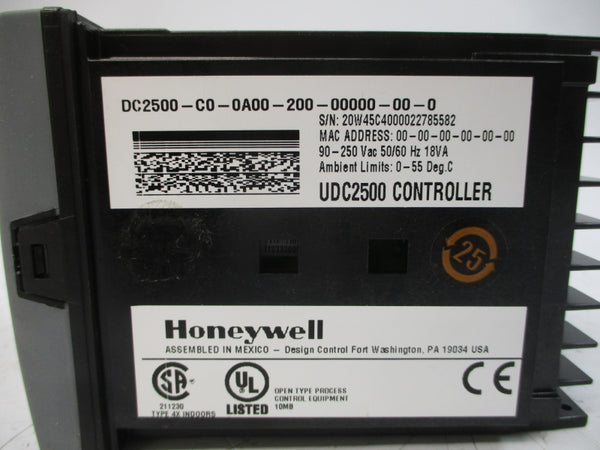 DC2500-C0-0A00-200-00000-00-0
S/N: 20W45C4000022785582
MAC ADDRESS: 00-00-00-00-00-00
90-250 Vac 50/60 Hz 18VA
Ambient Limits: 0-55 Deg.C
UDC2500 CONTROLLER
25
Honeywell
ASSEMBLED IN MEXICO - Design Control Fort Washington, PA 19034 USA
SA
211230
TYPE 4X INDOORS
UL
LISTED
OPEN TYPE PROCESS
CONTROL EQUIPMENT
10MB
CE